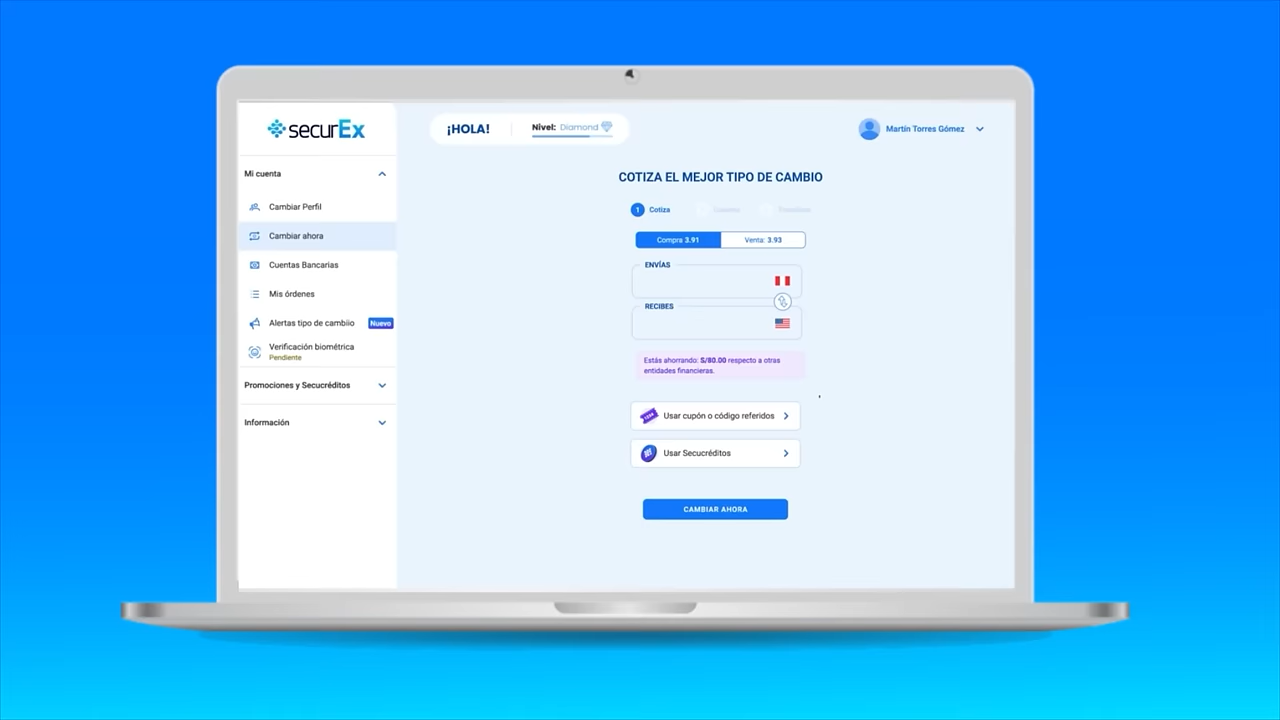 securEx
¡HOLA!
Nivel: Diamond
Martín Torres Gómez
Mi cuenta
Cambiar Perfil
Cambiar ahora
Cuentas Bancarias
Mis órdenes
Alertas tipo de cambiio
Nuevo
Verificación biométrica
Pendiente
Promociones y Secucréditos
Información
COTIZA EL MEJOR TIPO DE CAMBIO
1 Cotiza
Compra 3.91
Venta: 3.93
ENVÍAS
RECIBES
Estás ahorrando: S/80.00 respecto a otras
entidades financieras.
Usar cupón o código referidos
Usar Secucréditos
CAMBIAR AHORA